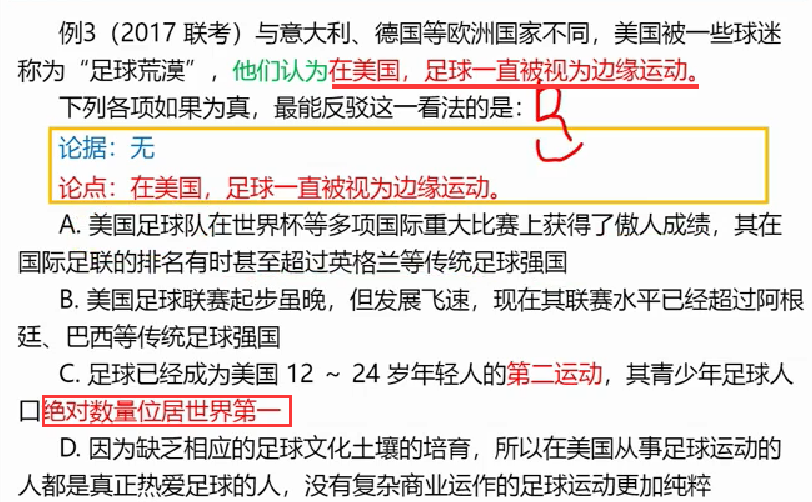 例3（2017 联考）与意大利、德国等欧洲国家不同，美国被一些球迷
称为“足球荒漠”，他们认为在美国，足球一直被视为边缘运动。
下列各项如果为真，最能反驳这一看法的是：
论据：无
论点：在美国，足球一直被视为边缘运动。
A. 美国足球队在世界杯等多项国际重大比赛上获得了傲人成绩，其在
国际足联的排名有时甚至超过英格兰等传统足球强国
B. 美国足球联赛起步虽晚，但发展飞速，现在其联赛水平已经超过阿根
廷、巴西等传统足球强国
C. 足球已经成为美国 12 ～ 24 岁年轻人的第二运动，其青少年足球人
口绝对数量位居世界第一
D. 因为缺乏相应的足球文化土壤的培育，所以在美国从事足球运动的
人都是真正热爱足球的人，没有复杂商业运作的足球运动更加纯粹